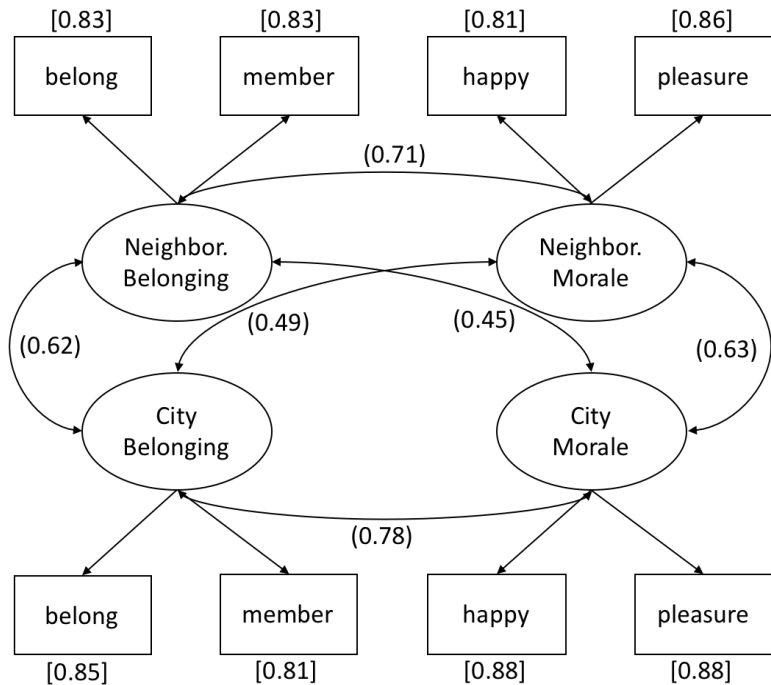 [0.83] [0.83] [0.81] [0.86]
belong member happy pleasure
(0.71)
Neighbor. Neighbor.
Belonging Morale
(0.49) (0.45)
(0.62) (0.63)
City City
Belonging Morale
(0.78)
belong member happy pleasure
[0.85] [0.81] [0.88] [0.88]